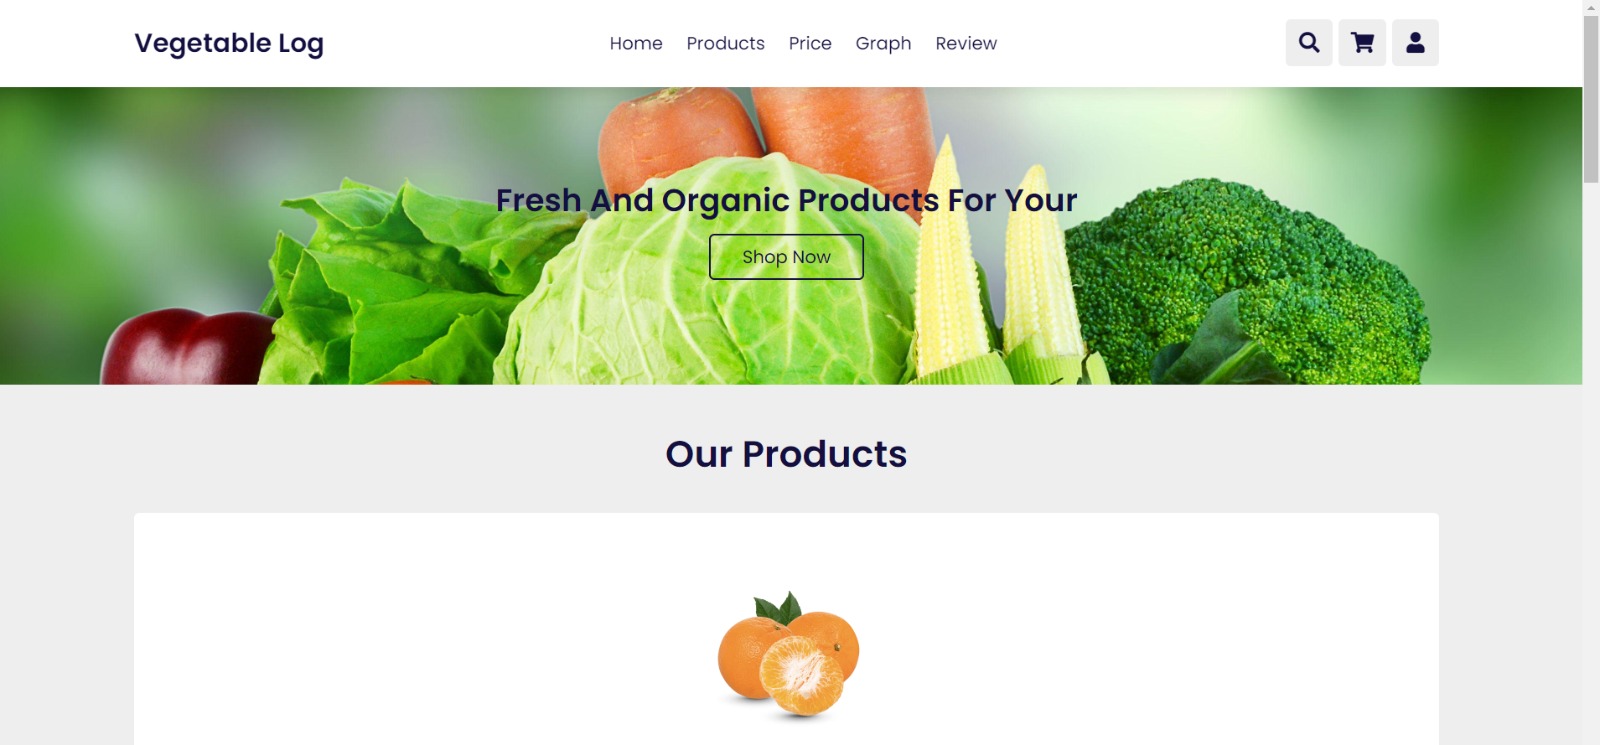 Vegetable Log
Home Products Price Graph Review
Fresh And Organic Products For Your
Shop Now
Our Products